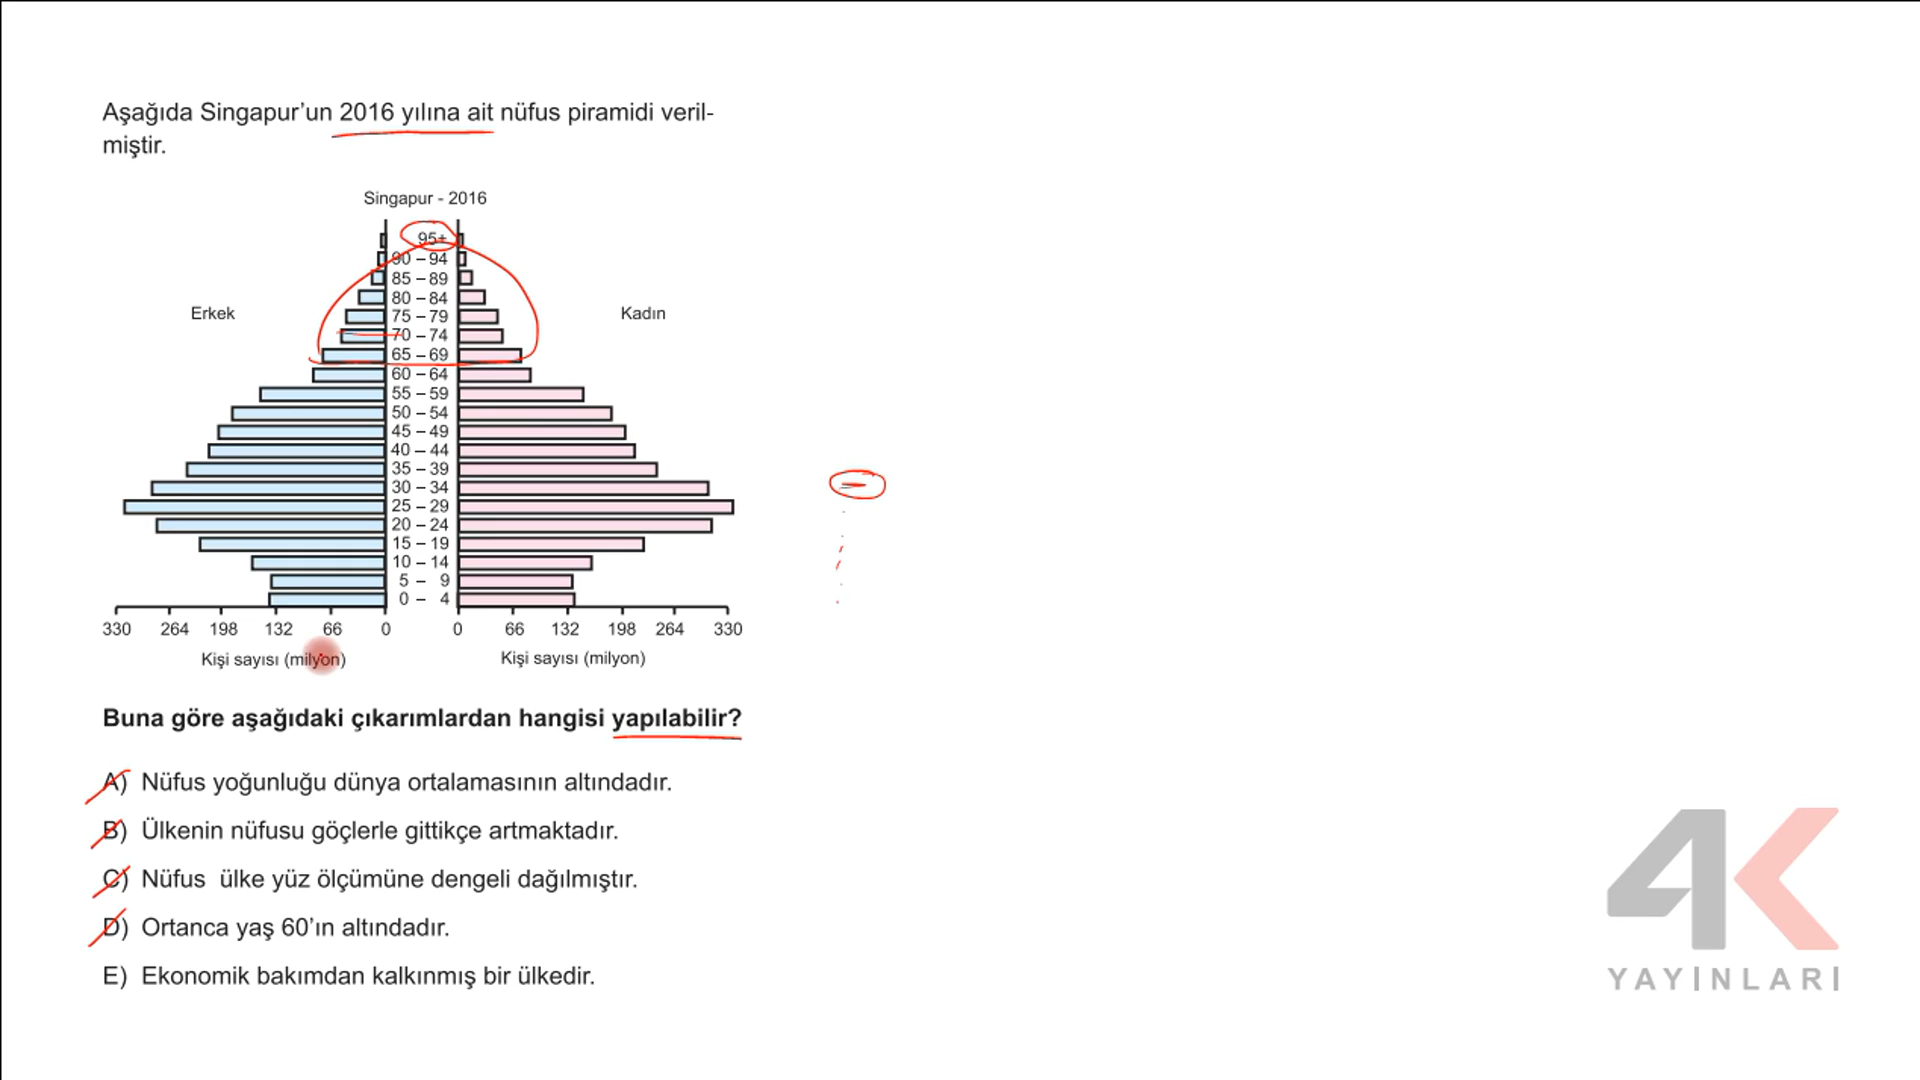 Aşağıda Singapur’un 2016 yılına ait nüfus piramidi veril-
miştir.
Singapur - 2016
95+
90 – 94
85 – 89
80 – 84
Erkek
75 – 79
Kadın
70 – 74
65 – 69
60 – 64
55 – 59
50 – 54
45 – 49
40 – 44
35 – 39
30 – 34
25 – 29
20 – 24
15 – 19
10 – 14
5 – 9
0 – 4
330 264 198 132 66 0 0 66 132 198 264 330
Kişi sayısı (milyon) Kişi sayısı (milyon)
Buna göre aşağıdaki çıkarımlardan hangisi yapılabilir?
A) Nüfus yoğunluğu dünya ortalamasının altındadır.
B) Ülkenin nüfusu göçlerle gittikçe artmaktadır.
C) Nüfus ülke yüz ölçümüne dengeli dağılmıştır.
D) Ortanca yaş 60’ın altındadır.
E) Ekonomik bakımdan kalkınmış bir ülkedir.
4K
YAYINLARI